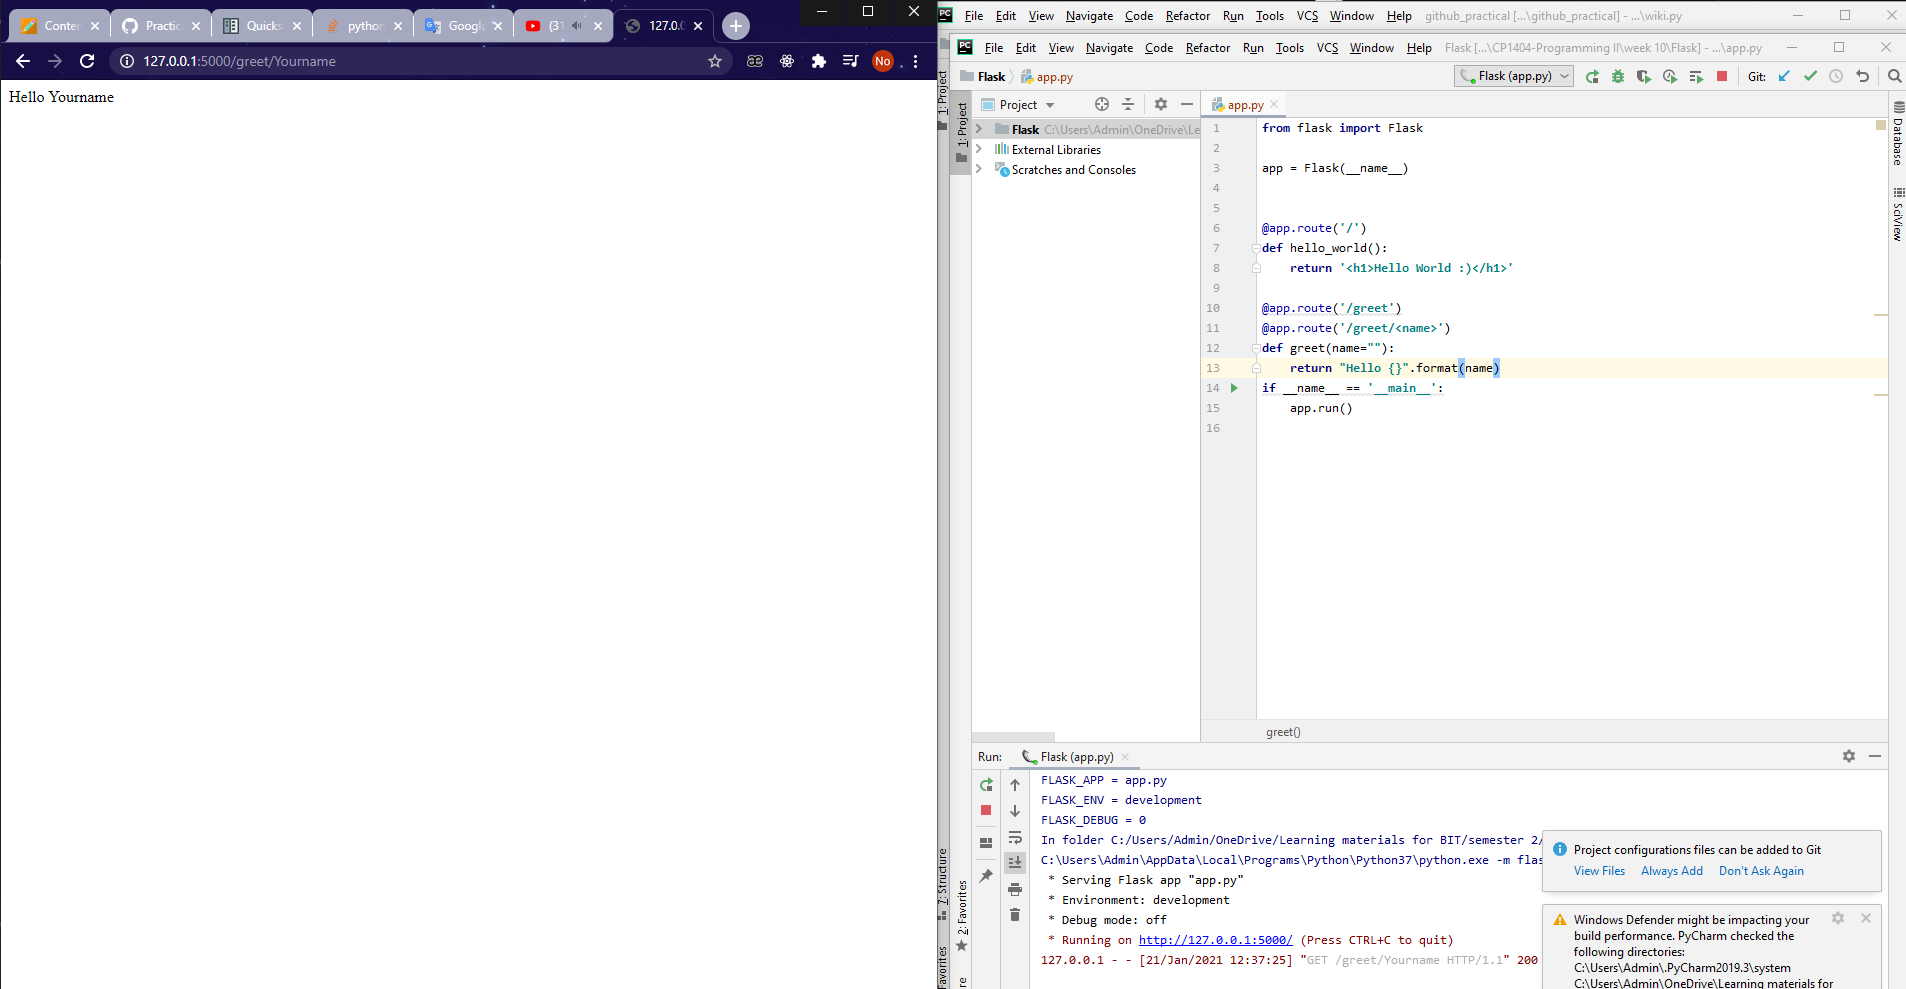 Conten
Practic
Quicks
python
Google
(31
127.0.0
127.0.0.1:5000/greet/Yourname
No
Hello Yourname
PC File Edit View Navigate Code Refactor Run Tools VCS Window Help github_practical [...\github_practical] - ...\wiki.py
PC File Edit View Navigate Code Refactor Run Tools VCS Window Help Flask [...\CP1404-Programming II\week 10\Flask] - ...\app.py
Flask app.py
Flask (app.py)
Git:
1: Project
1: Project
Project
app.py
Flask C:\Users\Admin\OneDrive\Le
External Libraries
Scratches and Consoles
1 from flask import Flask
2
3 app = Flask(__name__)
4
5
6 @app.route('/')
7 def hello_world():
8 return '<h1>Hello World :)</h1>'
9
10 @app.route('/greet')
11 @app.route('/greet/<name>')
12 def greet(name=""):
13 return "Hello {}".format(name)
14 if __name__ == '__main__':
15 app.run()
16
Database
SciView
greet()
Run: Flask (app.py)
FLASK_APP = app.py
FLASK_ENV = development
FLASK_DEBUG = 0
In folder C:/Users/Admin/OneDrive/Learning materials for BIT/semester 2/
C:\Users\Admin\AppData\Local\Programs\Python\Python37\python.exe -m flas
* Serving Flask app "app.py"
* Environment: development
* Debug mode: off
* Running on http://127.0.0.1:5000/ (Press CTRL+C to quit)
127.0.0.1 - - [21/Jan/2021 12:37:25] "GET /greet/Yourname HTTP/1.1" 200
7: Structure
2: Favorites
Favorites
re
Project configurations files can be added to Git
View Files Always Add Don't Ask Again
Windows Defender might be impacting your
build performance. PyCharm checked the
following directories:
C:\Users\Admin\.PyCharm2019.3\system
C:\Users\Admin\OneDrive\Learning materials for